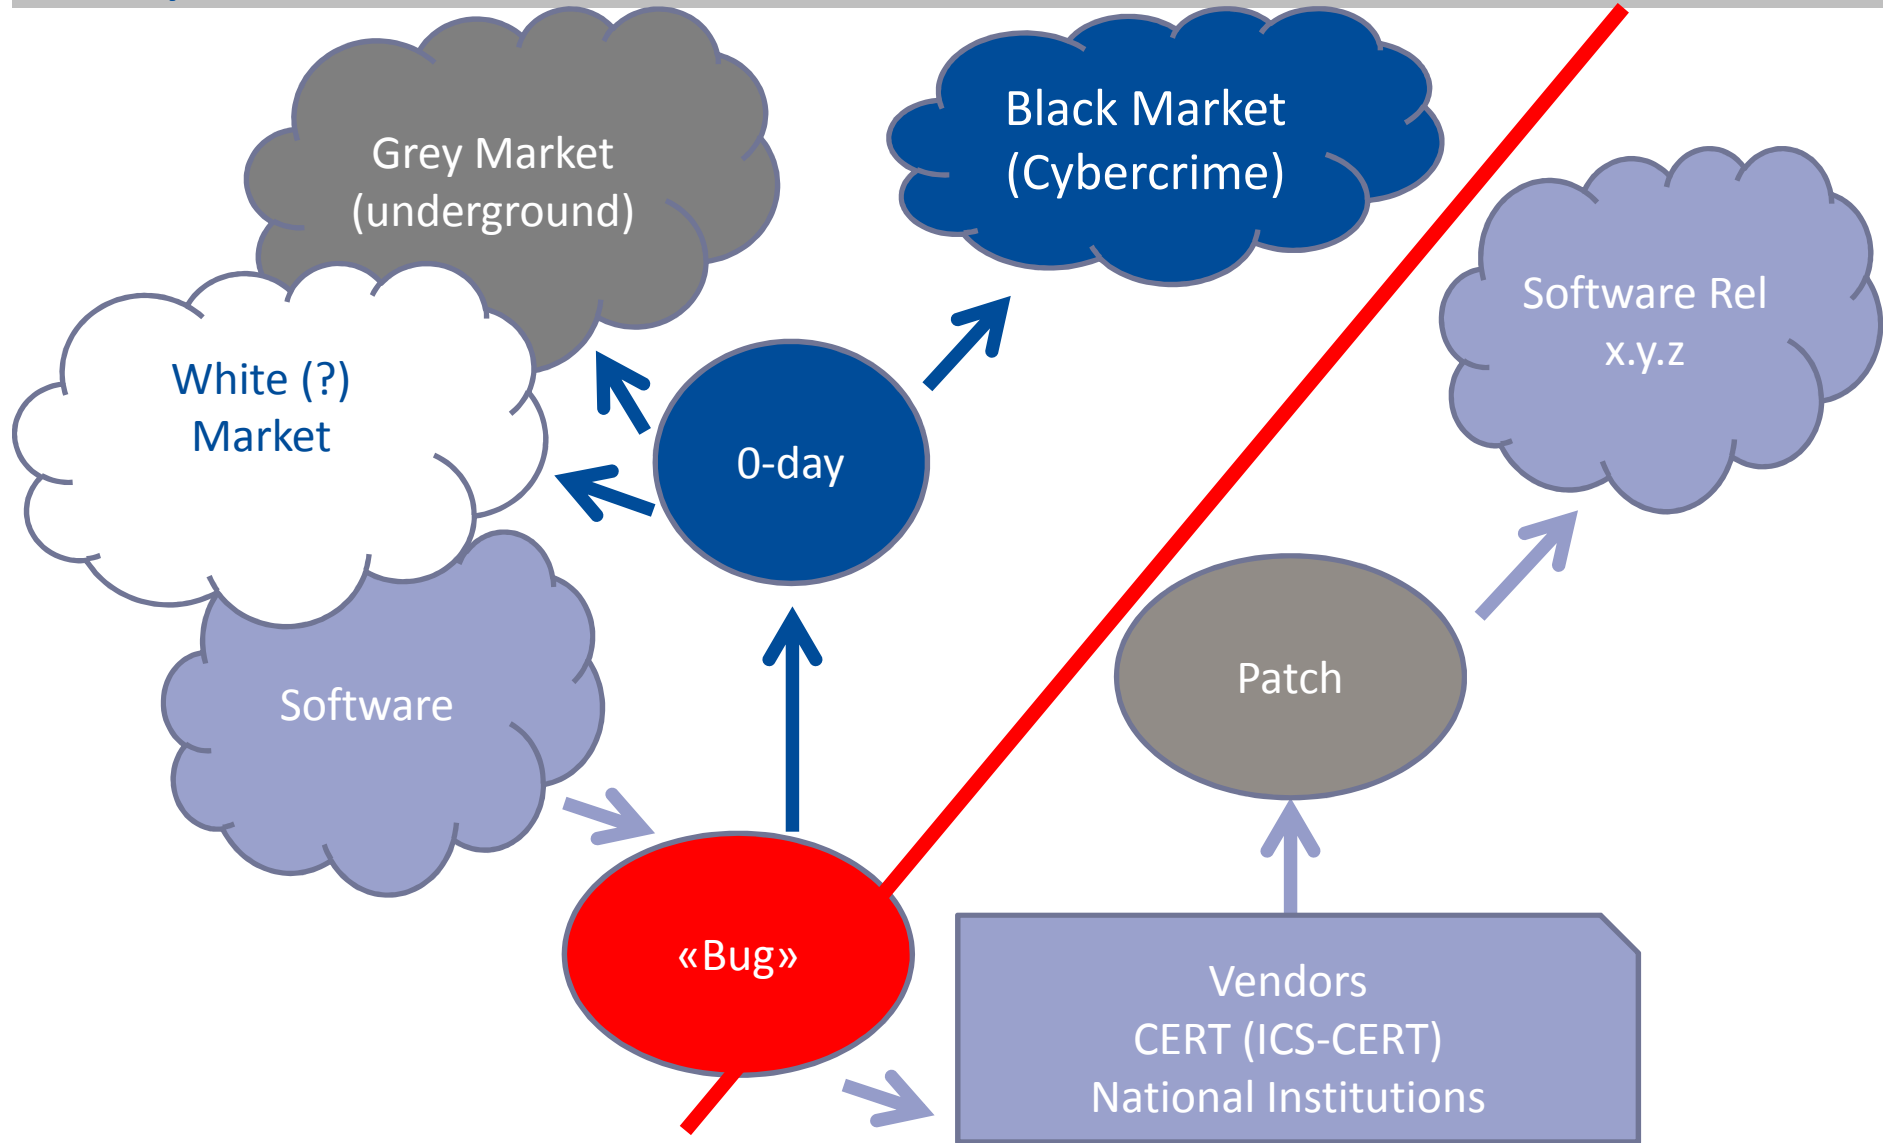 Grey Market
(underground)
Black Market
(Cybercrime)
Software Rel
x.y.z
White (?)
Market
0-day
Patch
Software
«Bug»
Vendors
CERT (ICS-CERT)
National Institutions